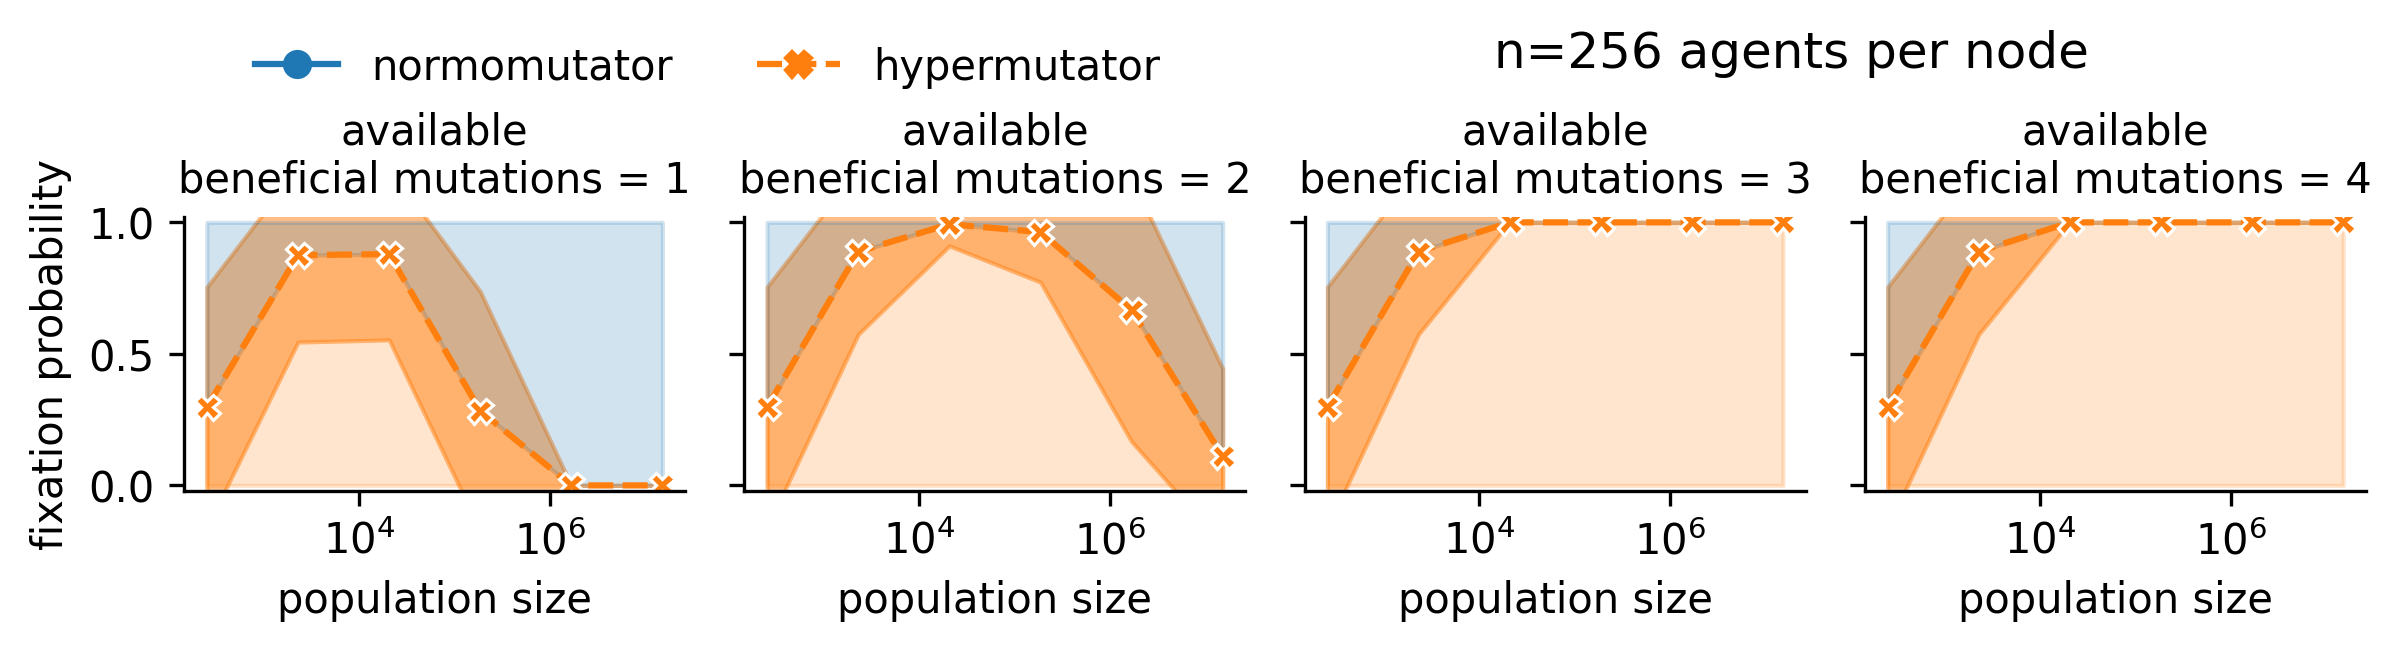 normomutator
hypermutator
n=256 agents per node
available
beneficial mutations = 1
available
beneficial mutations = 2
available
beneficial mutations = 3
available
beneficial mutations = 4
fixation probability
1.0
0.5
0.0
10⁴ 10⁶
10⁴ 10⁶
10⁴ 10⁶
10⁴ 10⁶
population size
population size
population size
population size